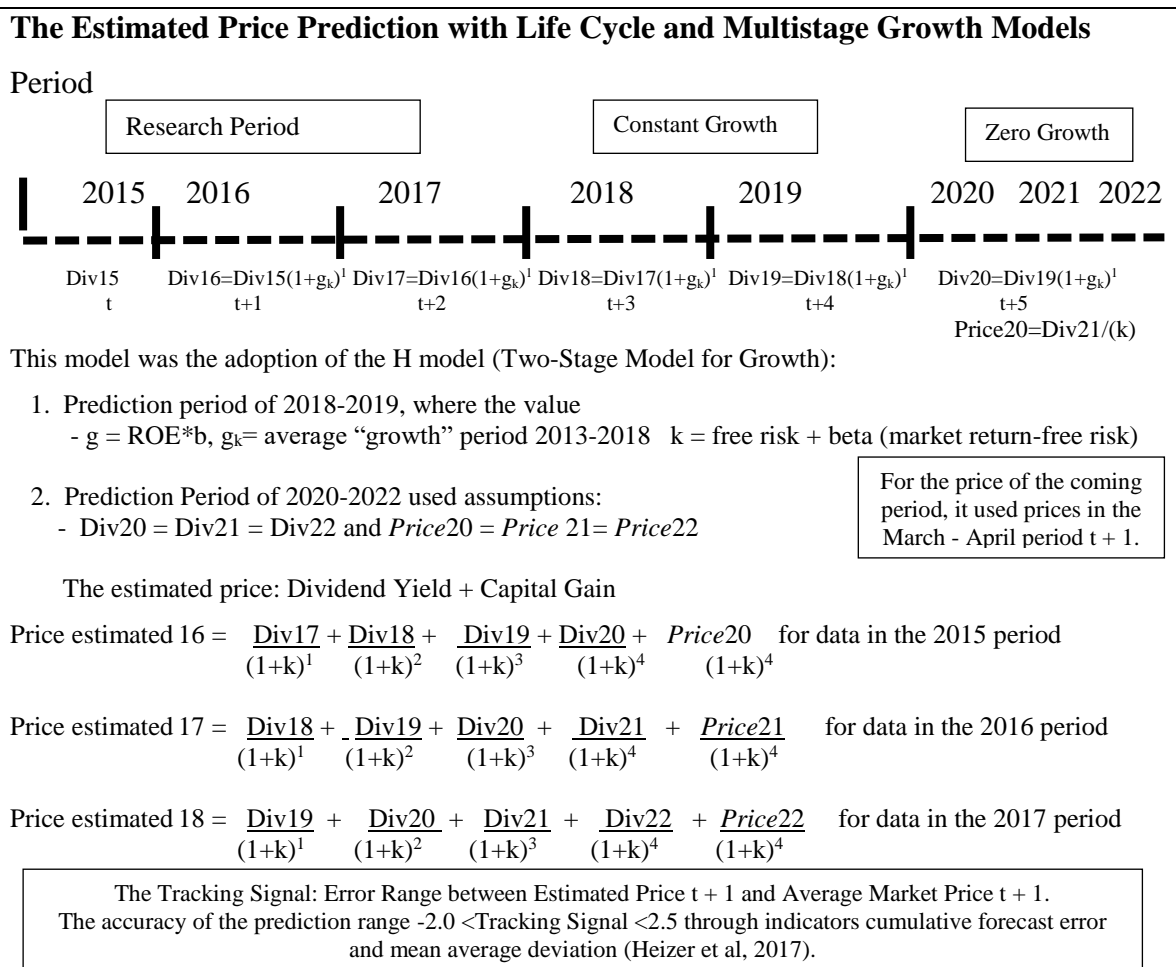 The Estimated Price Prediction with Life Cycle and Multistage Growth Models
Period
Research Period
Constant Growth
Zero Growth
2015 2016 2017 2018 2019 2020 2021 2022
Div15 Div16=Div15(1+gₖ)¹ Div17=Div16(1+gₖ)¹ Div18=Div17(1+gₖ)¹ Div19=Div18(1+gₖ)¹ Div20=Div19(1+gₖ)¹
t t+1 t+2 t+3 t+4 t+5
Price20=Div21/(k)
This model was the adoption of the H model (Two-Stage Model for Growth):
1. Prediction period of 2018-2019, where the value
- g = ROE*b, gₖ= average “growth” period 2013-2018 k = free risk + beta (market return-free risk)
2. Prediction Period of 2020-2022 used assumptions:
- Div20 = Div21 = Div22 and Price20 = Price 21= Price22
For the price of the coming
period, it used prices in the
March - April period t + 1.
The estimated price: Dividend Yield + Capital Gain
Price estimated 16 = Div17 + Div18 + Div19 + Div20 + Price20 for data in the 2015 period
(1+k)¹ (1+k)² (1+k)³ (1+k)⁴ (1+k)⁴
Price estimated 17 = Div18 + Div19 + Div20 + Div21 + Price21 for data in the 2016 period
(1+k)¹ (1+k)² (1+k)³ (1+k)⁴ (1+k)⁴
Price estimated 18 = Div19 + Div20 + Div21 + Div22 + Price22 for data in the 2017 period
(1+k)¹ (1+k)² (1+k)³ (1+k)⁴ (1+k)⁴
The Tracking Signal: Error Range between Estimated Price t + 1 and Average Market Price t + 1.
The accuracy of the prediction range -2.0 <Tracking Signal <2.5 through indicators cumulative forecast error
and mean average deviation (Heizer et al, 2017).